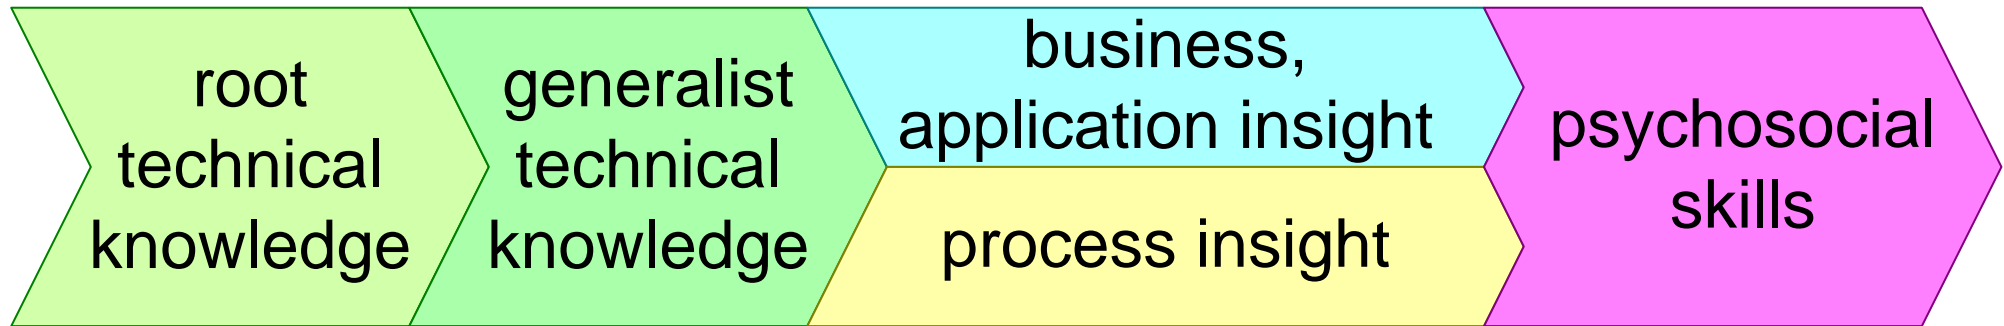 root
technical
knowledge
generalist
technical
knowledge
business,
application insight
process insight
psychosocial
skills